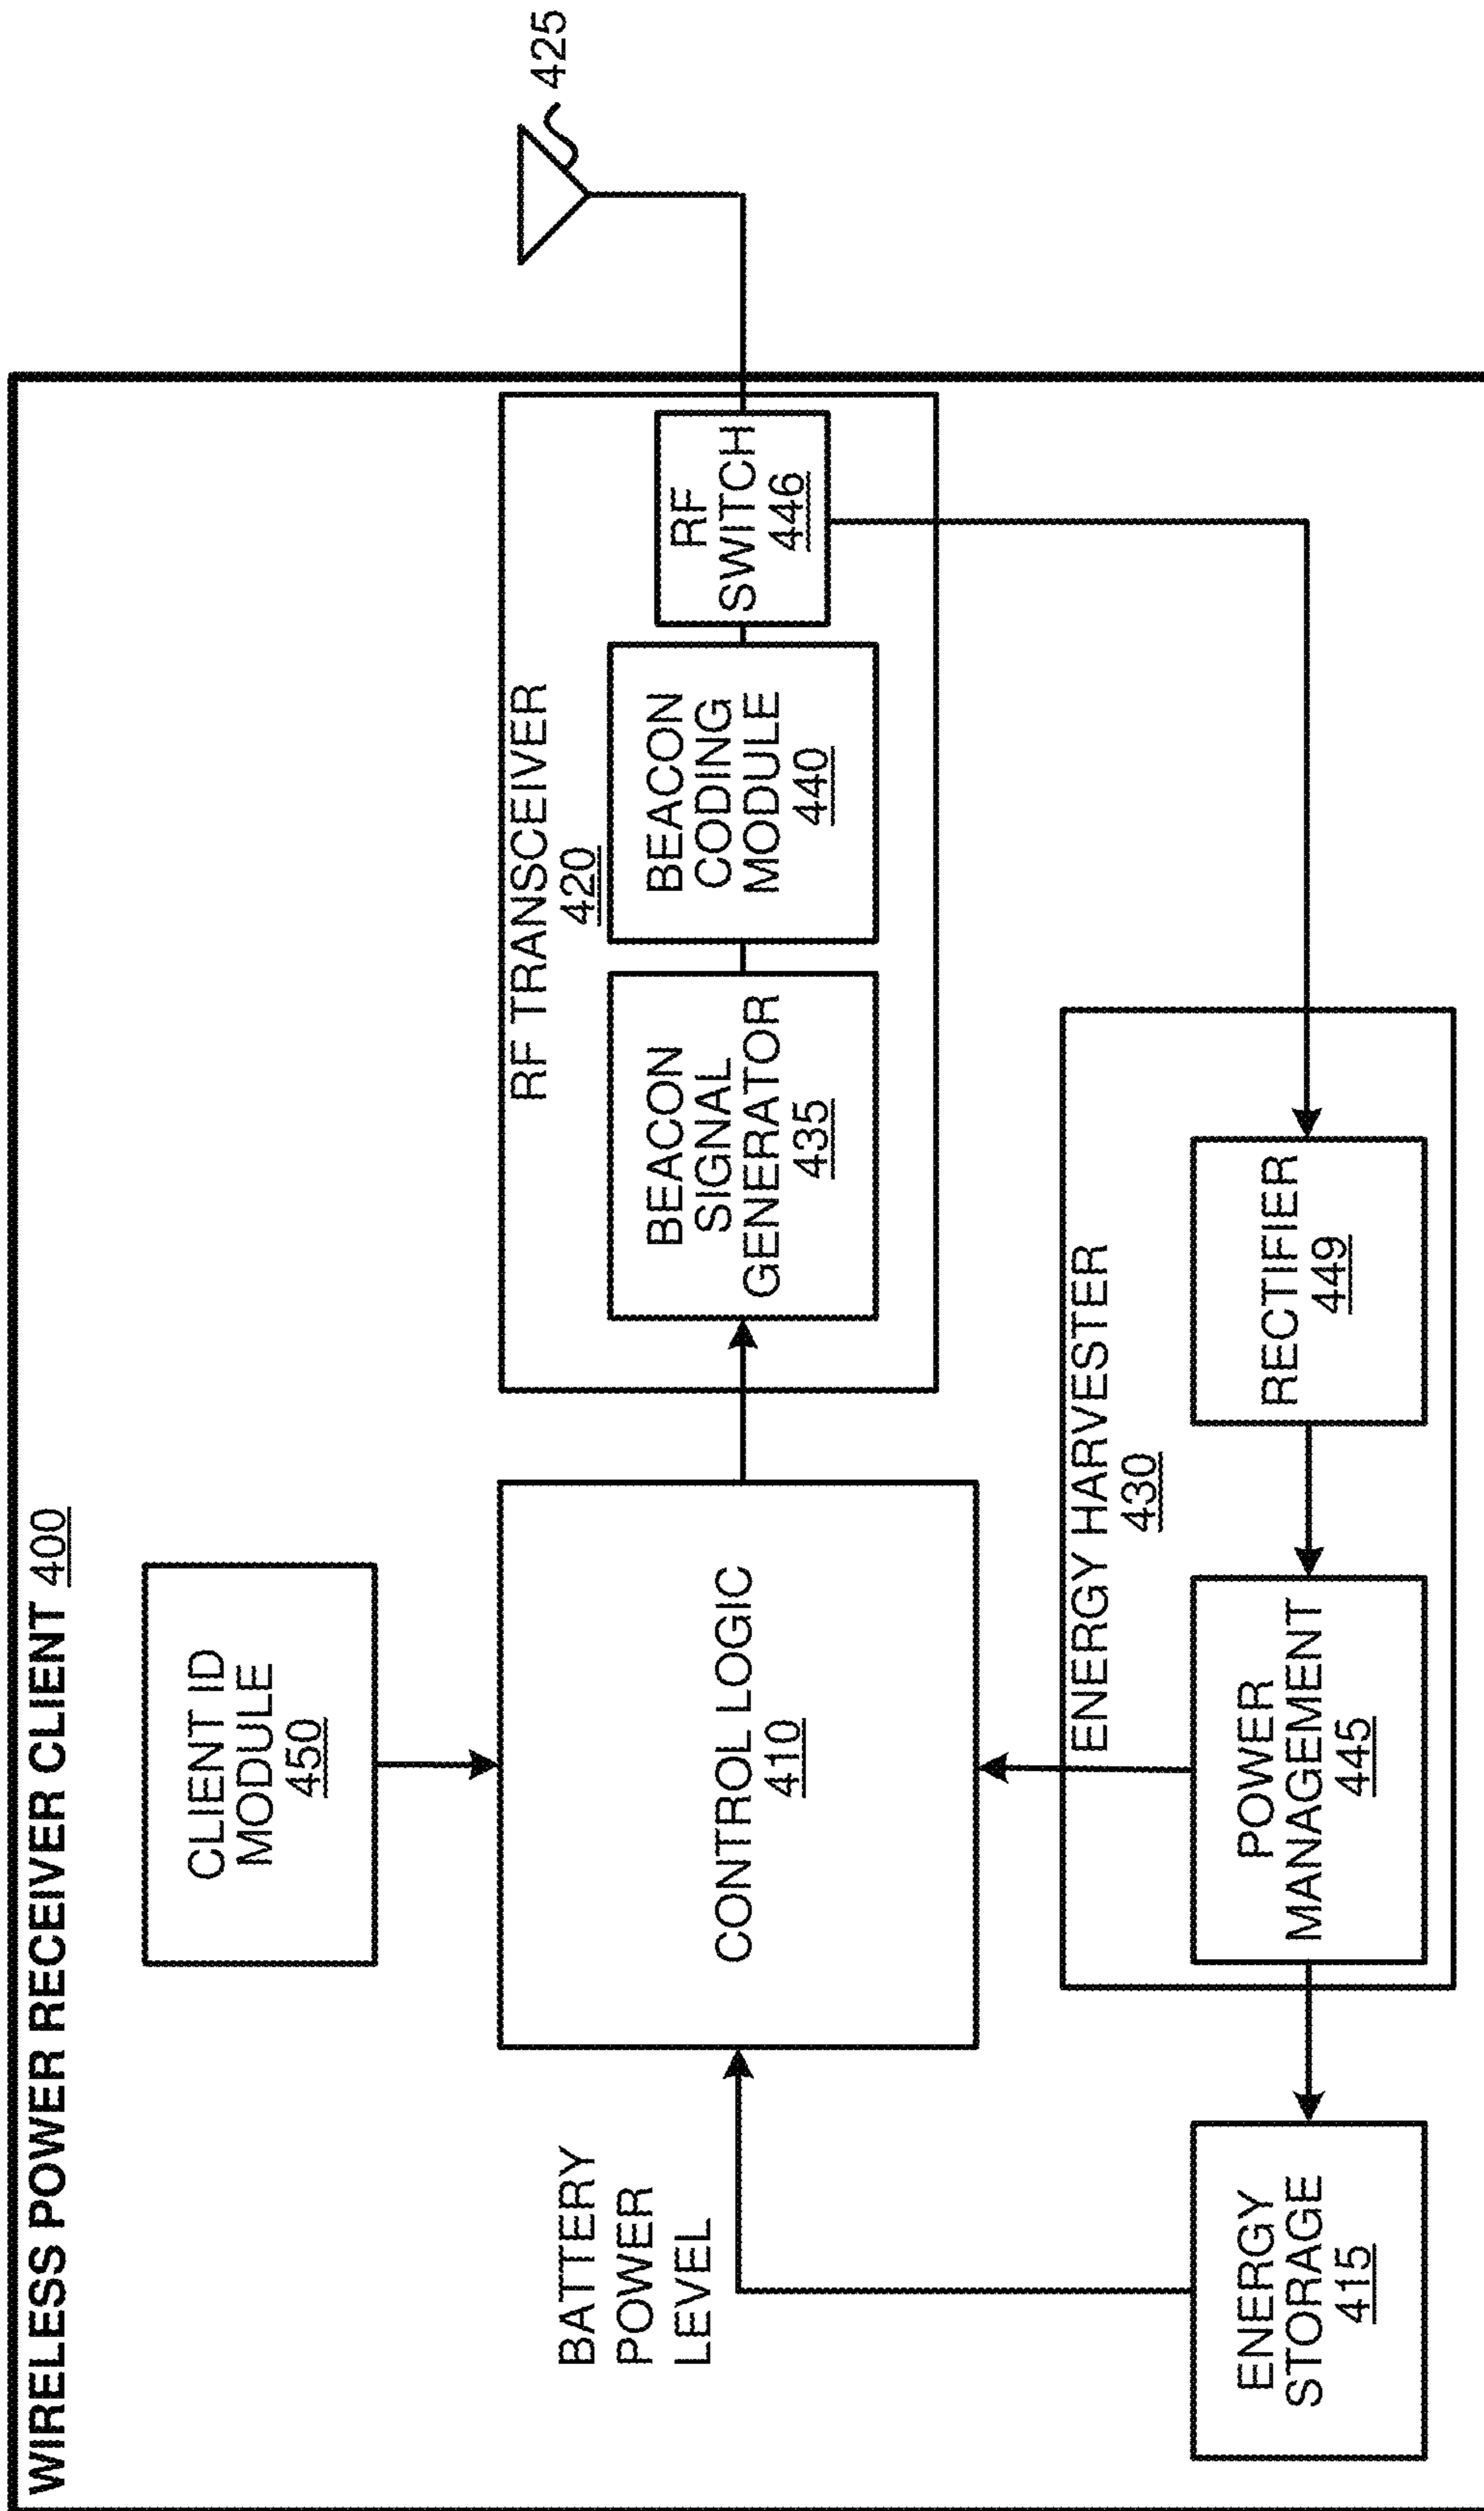 WIRELESS POWER RECEIVER CLIENT 400
CLIENT ID
MODULE
450
425
RF TRANSCEIVER
420
BATTERY
POWER
LEVEL
CONTROL LOGIC
410
BEACON
SIGNAL
GENERATOR
435
BEACON
CODING
MODULE
440
RF
SWITCH
446
ENERGY HARVESTER
430
ENERGY
STORAGE
415
POWER
MANAGEMENT
445
RECTIFIER
449